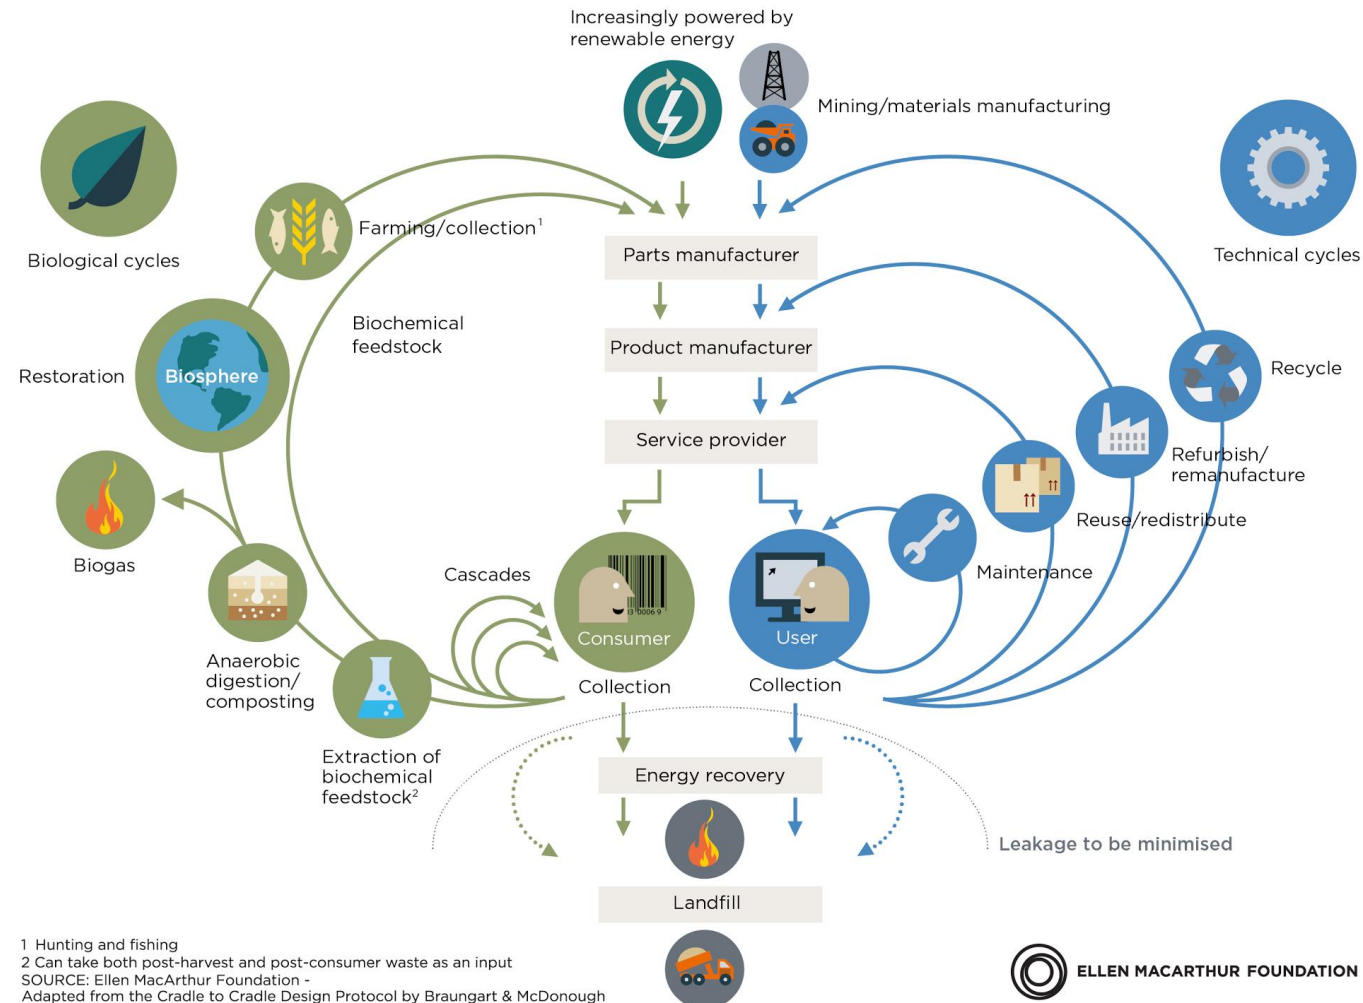 Increasingly powered by
renewable energy
Mining/materials manufacturing
Biological cycles
Technical cycles
Farming/collection¹
Parts manufacturer
Biochemical
feedstock
Product manufacturer
Restoration
Biosphere
Recycle
Service provider
Refurbish/
remanufacture
Reuse/redistribute
Biogas
Cascades
Maintenance
3 0006 9
Consumer
User
Anaerobic
digestion/
composting
Collection
Collection
Extraction of
biochemical
feedstock²
Energy recovery
Leakage to be minimised
Landfill
1 Hunting and fishing
2 Can take both post-harvest and post-consumer waste as an input
SOURCE: Ellen MacArthur Foundation -
Adapted from the Cradle to Cradle Design Protocol by Braungart & McDonough
ELLEN MACARTHUR FOUNDATION